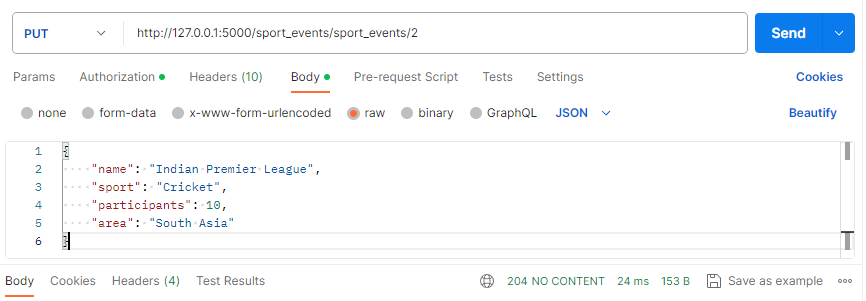 PUT http://127.0.0.1:5000/sport_events/sport_events/2 Send
Params Authorization Headers (10) Body Pre-request Script Tests Settings Cookies
none form-data x-www-form-urlencoded raw binary GraphQL JSON Beautify
1 {
2 "name": "Indian Premier League",
3 "sport": "Cricket",
4 "participants": 10,
5 "area": "South Asia"
6 }
Body Cookies Headers (4) Test Results 204 NO CONTENT 24 ms 153 B Save as example